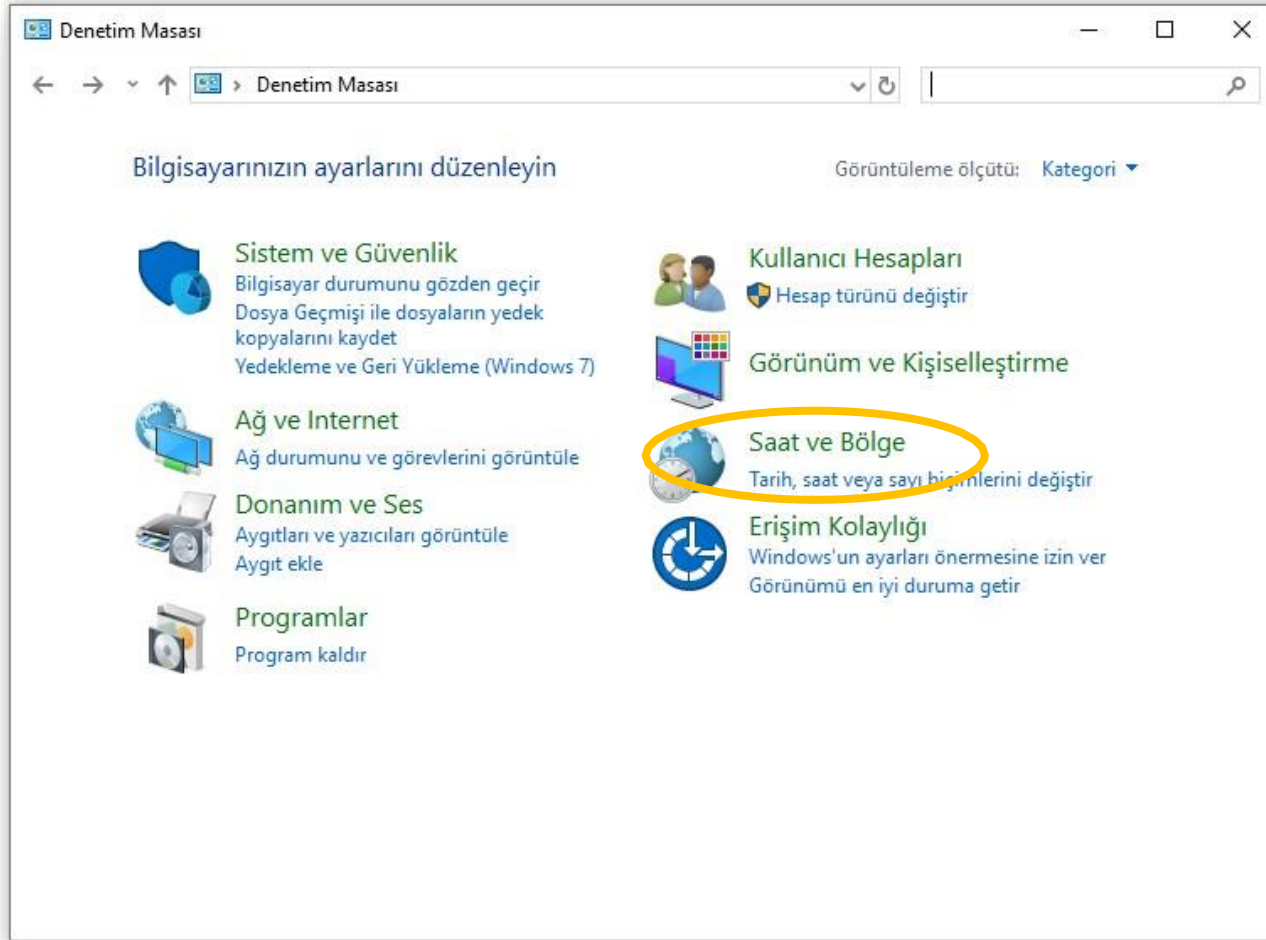 Denetim Masası
Denetim Masası
Bilgisayarınızın ayarlarını düzenleyin
Görüntüleme ölçütü: Kategori
Sistem ve Güvenlik
Bilgisayar durumunu gözden geçir
Dosya Geçmişi ile dosyaların yedek
kopyalarını kaydet
Yedekleme ve Geri Yükleme (Windows 7)
Ağ ve Internet
Ağ durumunu ve görevlerini görüntüle
Donanım ve Ses
Aygıtları ve yazıcıları görüntüle
Aygıt ekle
Programlar
Program kaldır
Kullanıcı Hesapları
Hesap türünü değiştir
Görünüm ve Kişiselleştirme
Saat ve Bölge
Tarih, saat veya sayı biçimlerini değiştir
Erişim Kolaylığı
Windows'un ayarları önermesine izin ver
Görünümü en iyi duruma getir